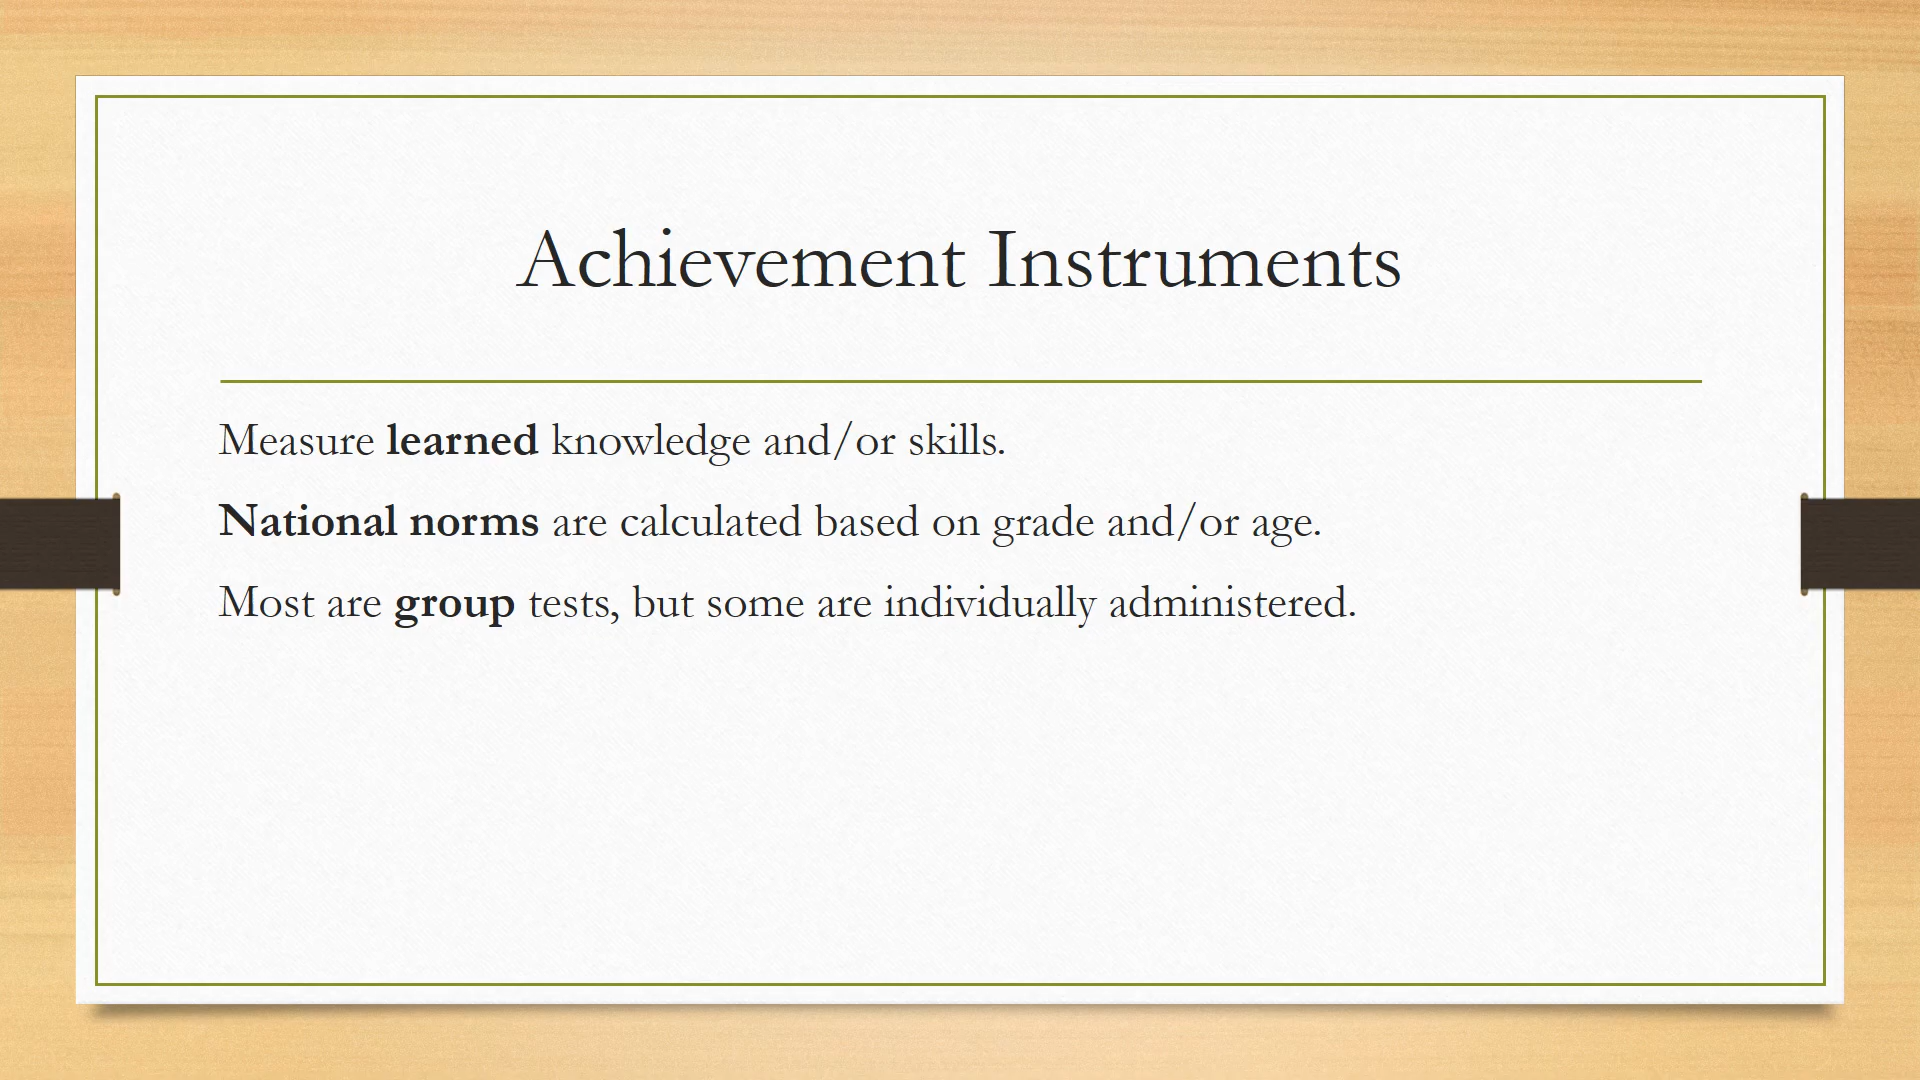 Achievement Instruments
Measure learned knowledge and/or skills.
National norms are calculated based on grade and/or age.
Most are group tests, but some are individually administered.